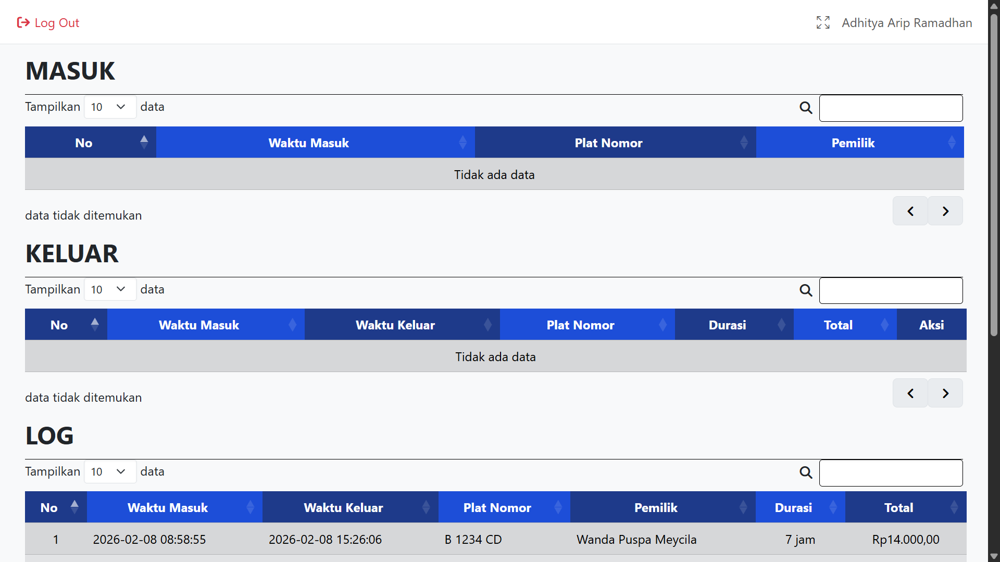 Log Out
Adhitya Arip Ramadhan
MASUK
Tampilkan 10 data
No Waktu Masuk Plat Nomor Pemilik
Tidak ada data
data tidak ditemukan
KELUAR
Tampilkan 10 data
No Waktu Masuk Waktu Keluar Plat Nomor Durasi Total Aksi
Tidak ada data
data tidak ditemukan
LOG
Tampilkan 10 data
No Waktu Masuk Waktu Keluar Plat Nomor Pemilik Durasi Total
1 2026-02-08 08:58:55 2026-02-08 15:26:06 B 1234 CD Wanda Puspa Meycila 7 jam Rp14.000,00